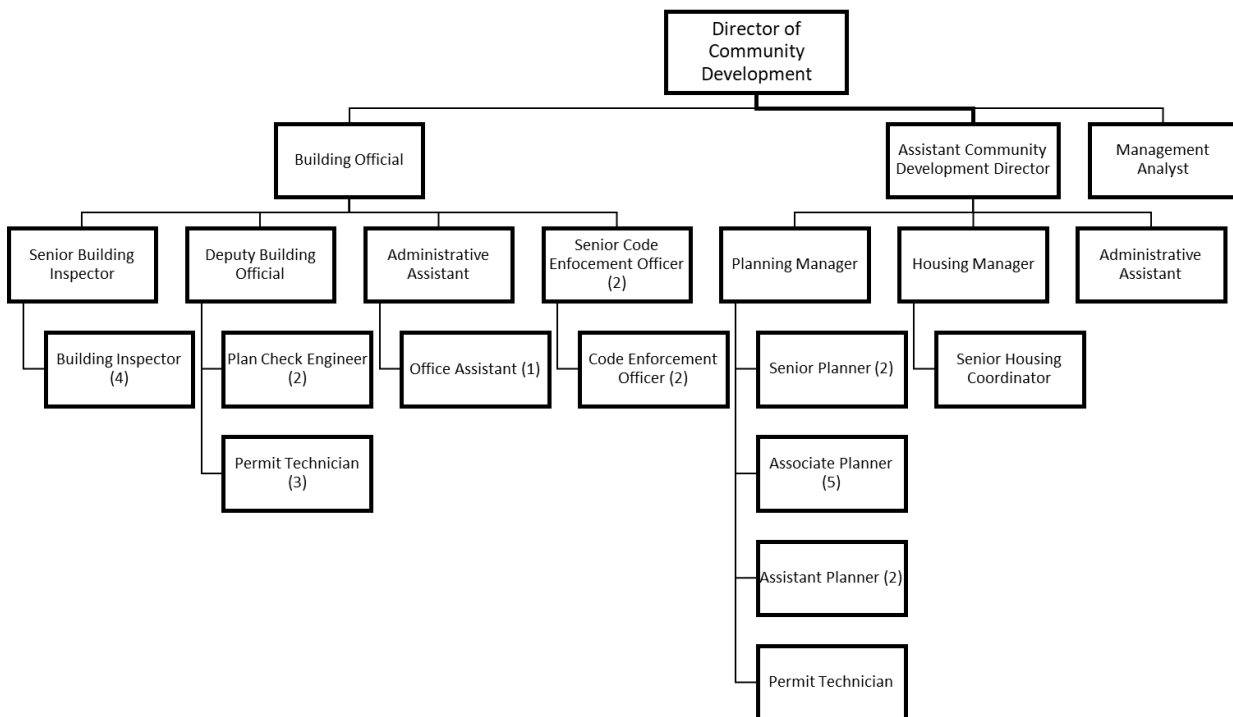 Director of
Community
Development
Building Official
Assistant Community
Development Director
Management
Analyst
Senior Building
Inspector
Deputy Building
Official
Administrative
Assistant
Senior Code
Enfocement Officer
(2)
Planning Manager
Housing Manager
Administrative
Assistant
Building Inspector
(4)
Plan Check Engineer
(2)
Office Assistant (1)
Code Enforcement
Officer (2)
Senior Planner (2)
Senior Housing
Coordinator
Permit Technician
(3)
Associate Planner
(5)
Assistant Planner (2)
Permit Technician